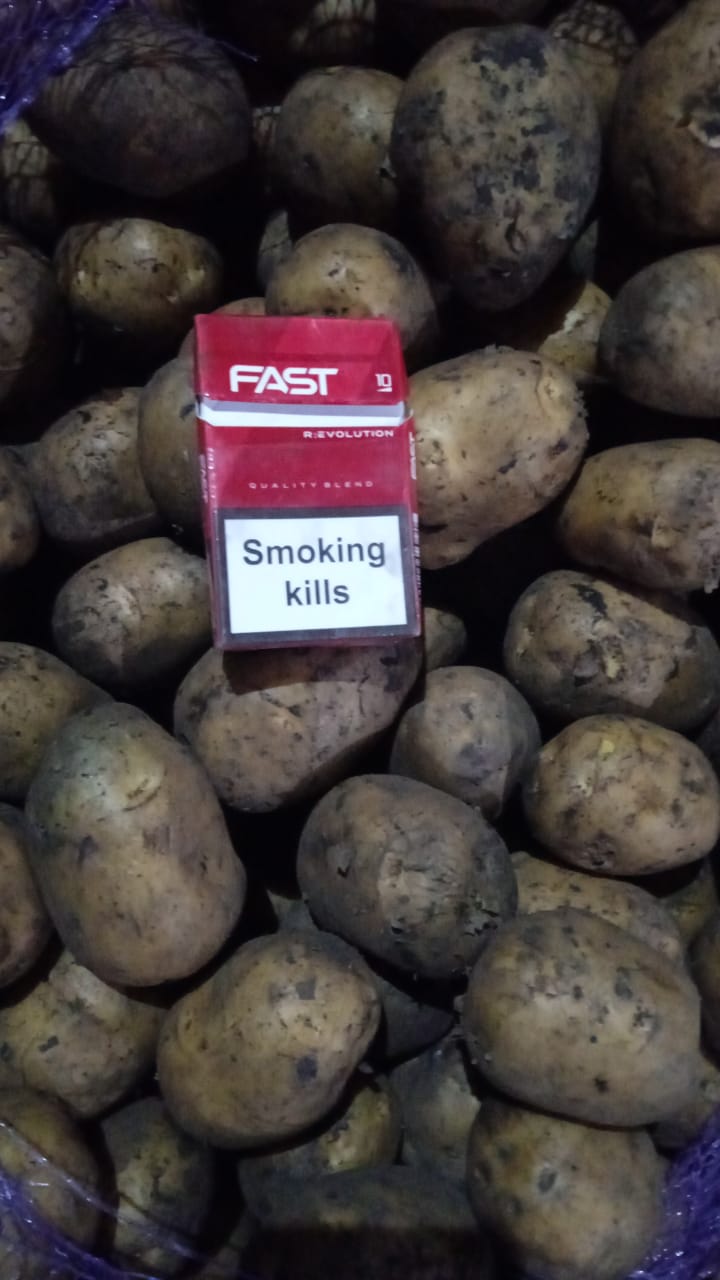 FAST 10
R:EVOLUTION
QUALITY BLEND
Smoking
kills